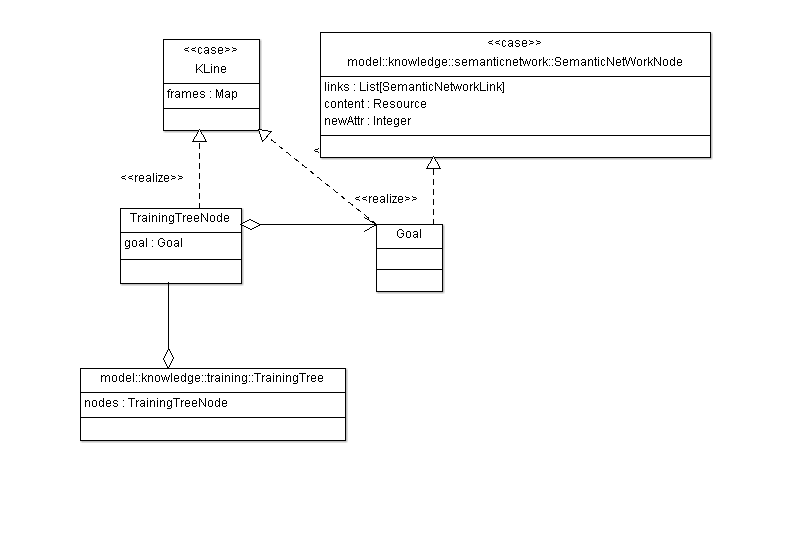 <<case>>
KLine
frames : Map
<<case>>
model::knowledge::semanticnetwork::SemanticNetWorkNode
links : List[SemanticNetworkLink]
content : Resource
newAttr : Integer
<
<<realize>>
<<realize>>
TrainingTreeNode
goal : Goal
Goal
model::knowledge::training::TrainingTree
nodes : TrainingTreeNode